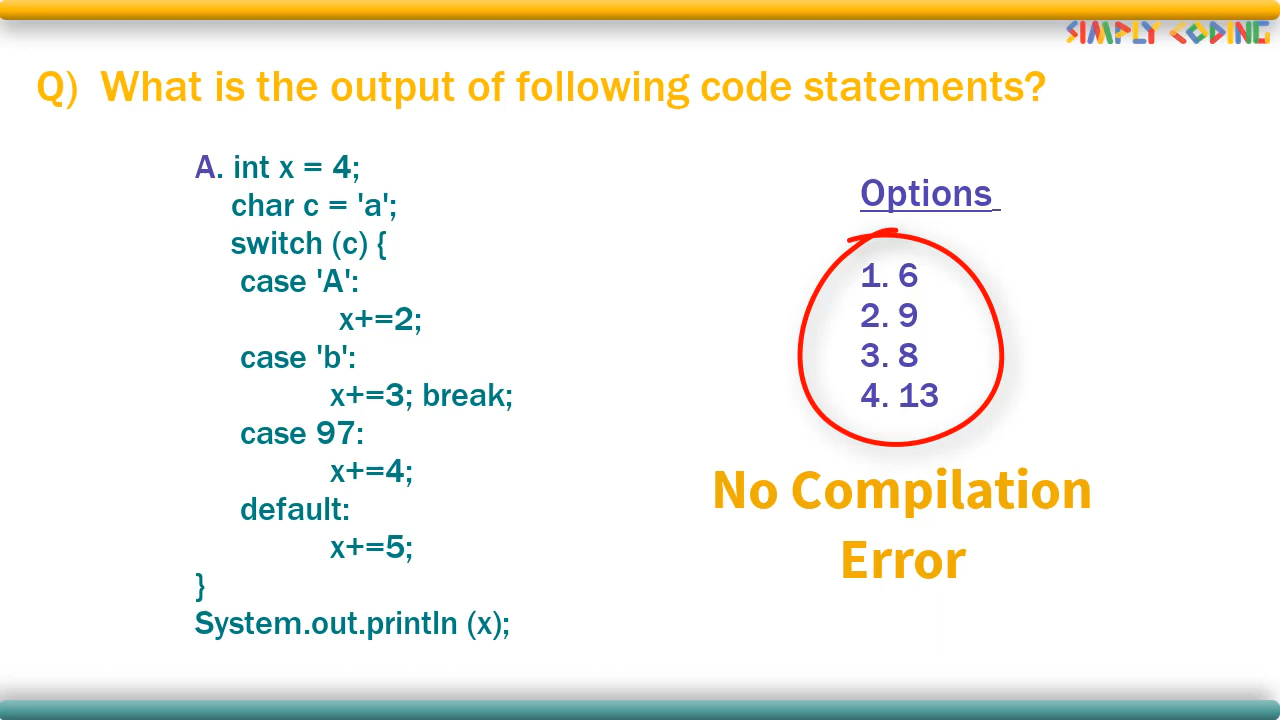 SIMPLY CODING
Q) What is the output of following code statements?
A. int x = 4;
char c = 'a';
switch (c) {
case 'A':
x+=2;
case 'b':
x+=3; break;
case 97:
x+=4;
default:
x+=5;
}
System.out.println (x);
Options
1. 6
2. 9
3. 8
4. 13
No Compilation
Error